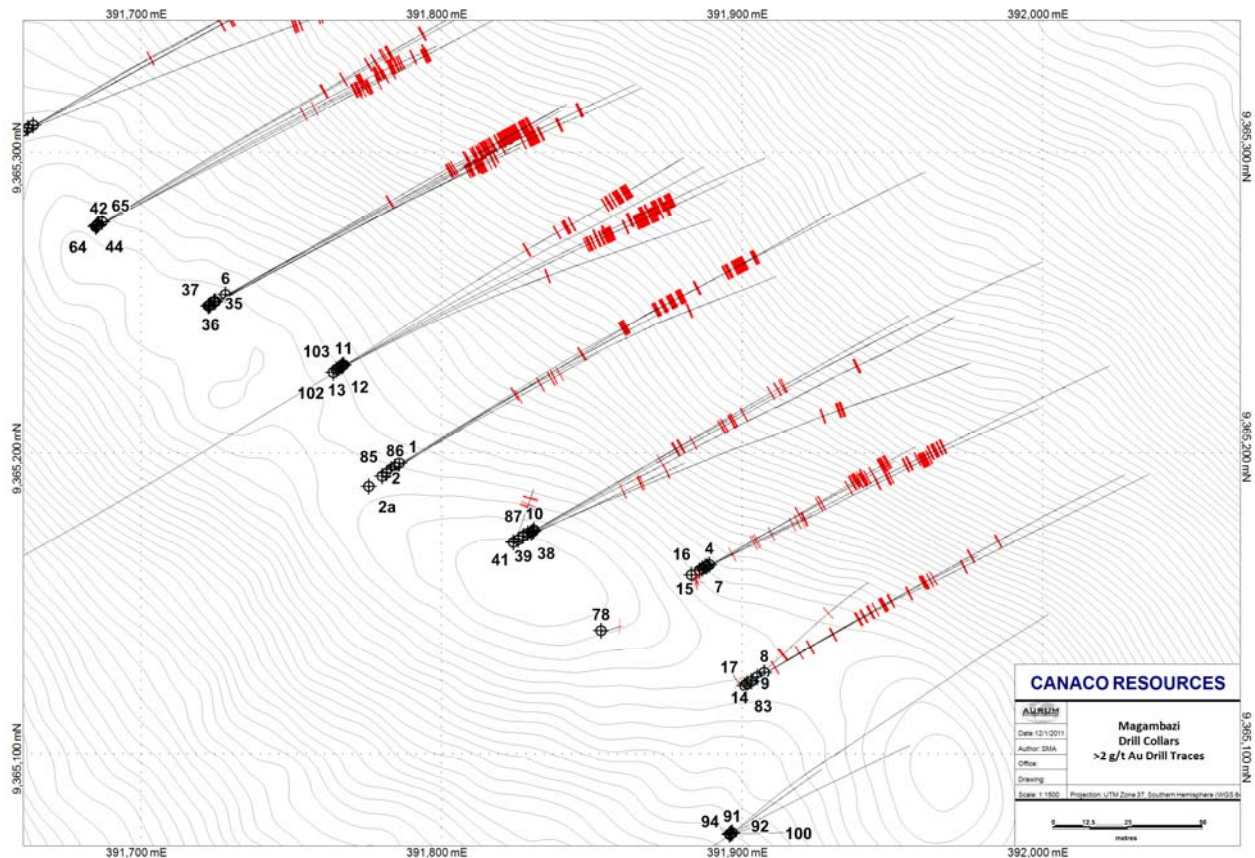 391,700 mE 391,800 mE 391,900 mE 392,000 mE
9,365,300 mN 9,365,300 mN
42 65
64 44
6
37 35
36
103 11
102 13 12
9,365,200 mN 9,365,200 mN
85 86 1
2
2a
87 10
41 39 38
16 4
15 7
78
17 8
14 9
83
9,365,100 mN 9,365,100 mN
94 91 92 100
CANACO RESOURCES
AURUM
Date: 12/1/2011
Author: SMA
Office:
Drawing:
Scale: 1:1500
Magambazi
Drill Collars
>2 g/t Au Drill Traces
Projection: UTM Zone 37, Southern Hemisphere (WGS 8
0 12.5 25 50
metres
391,700 mE 391,800 mE 391,900 mE 392,000 mE